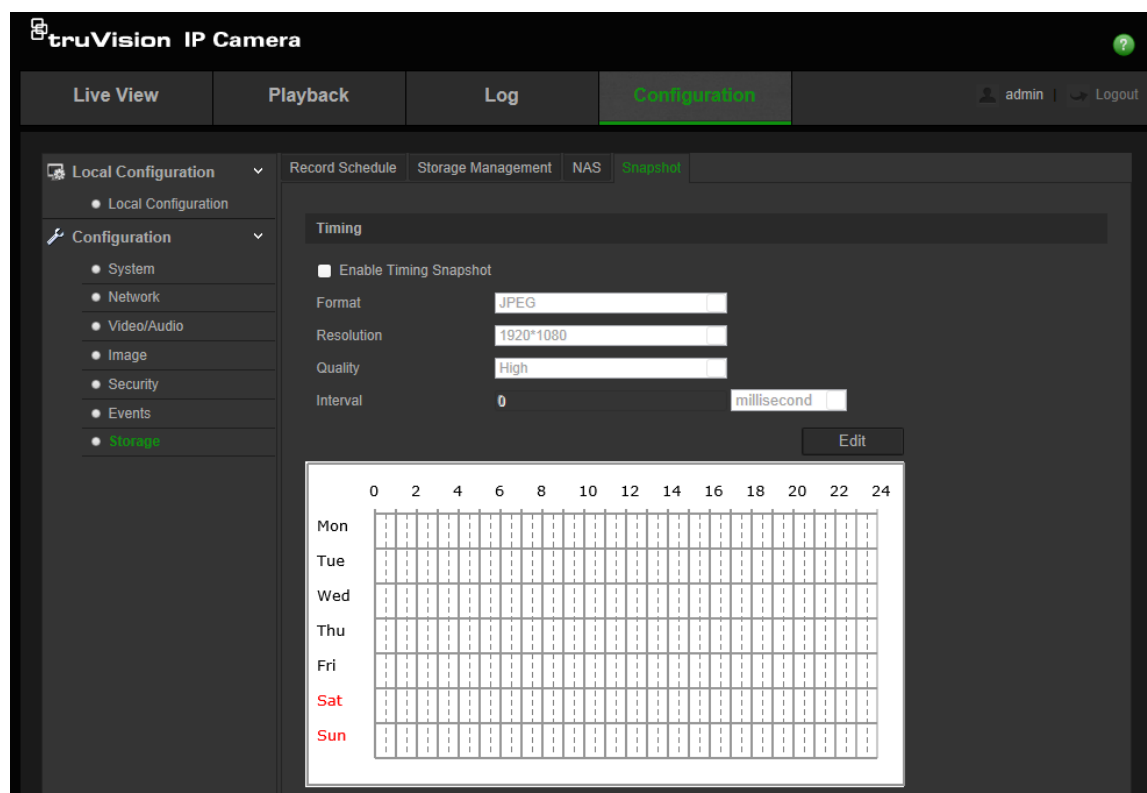 truVision IP Camera
?
Live View Playback Log Configuration admin | Logout
Local Configuration
Local Configuration
Configuration
System
Network
Video/Audio
Image
Security
Events
Storage
Record Schedule Storage Management NAS Snapshot
Timing
Enable Timing Snapshot
Format JPEG
Resolution 1920*1080
Quality High
Interval 0 millisecond
Edit
0 2 4 6 8 10 12 14 16 18 20 22 24
Mon
Tue
Wed
Thu
Fri
Sat
Sun